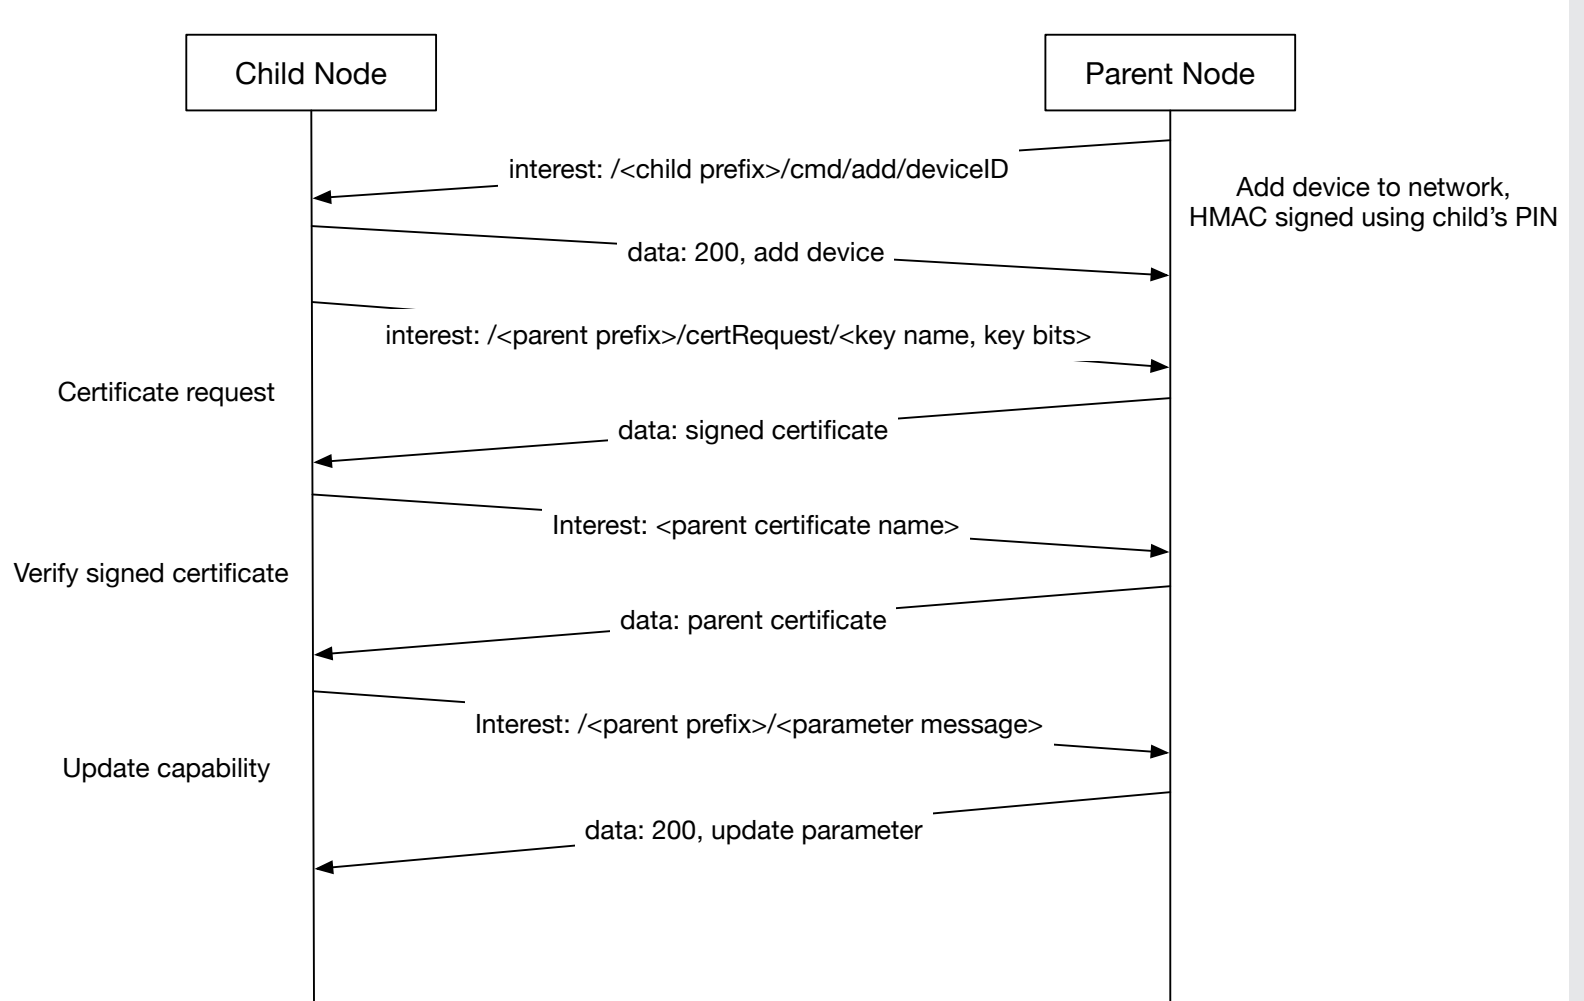 Child Node
Parent Node
interest: /<child prefix>/cmd/add/deviceID
Add device to network,
HMAC signed using child's PIN
data: 200, add device
interest: /<parent prefix>/certRequest/<key name, key bits>
Certificate request
data: signed certificate
Interest: <parent certificate name>
Verify signed certificate
data: parent certificate
Interest: /<parent prefix>/<parameter message>
Update capability
data: 200, update parameter